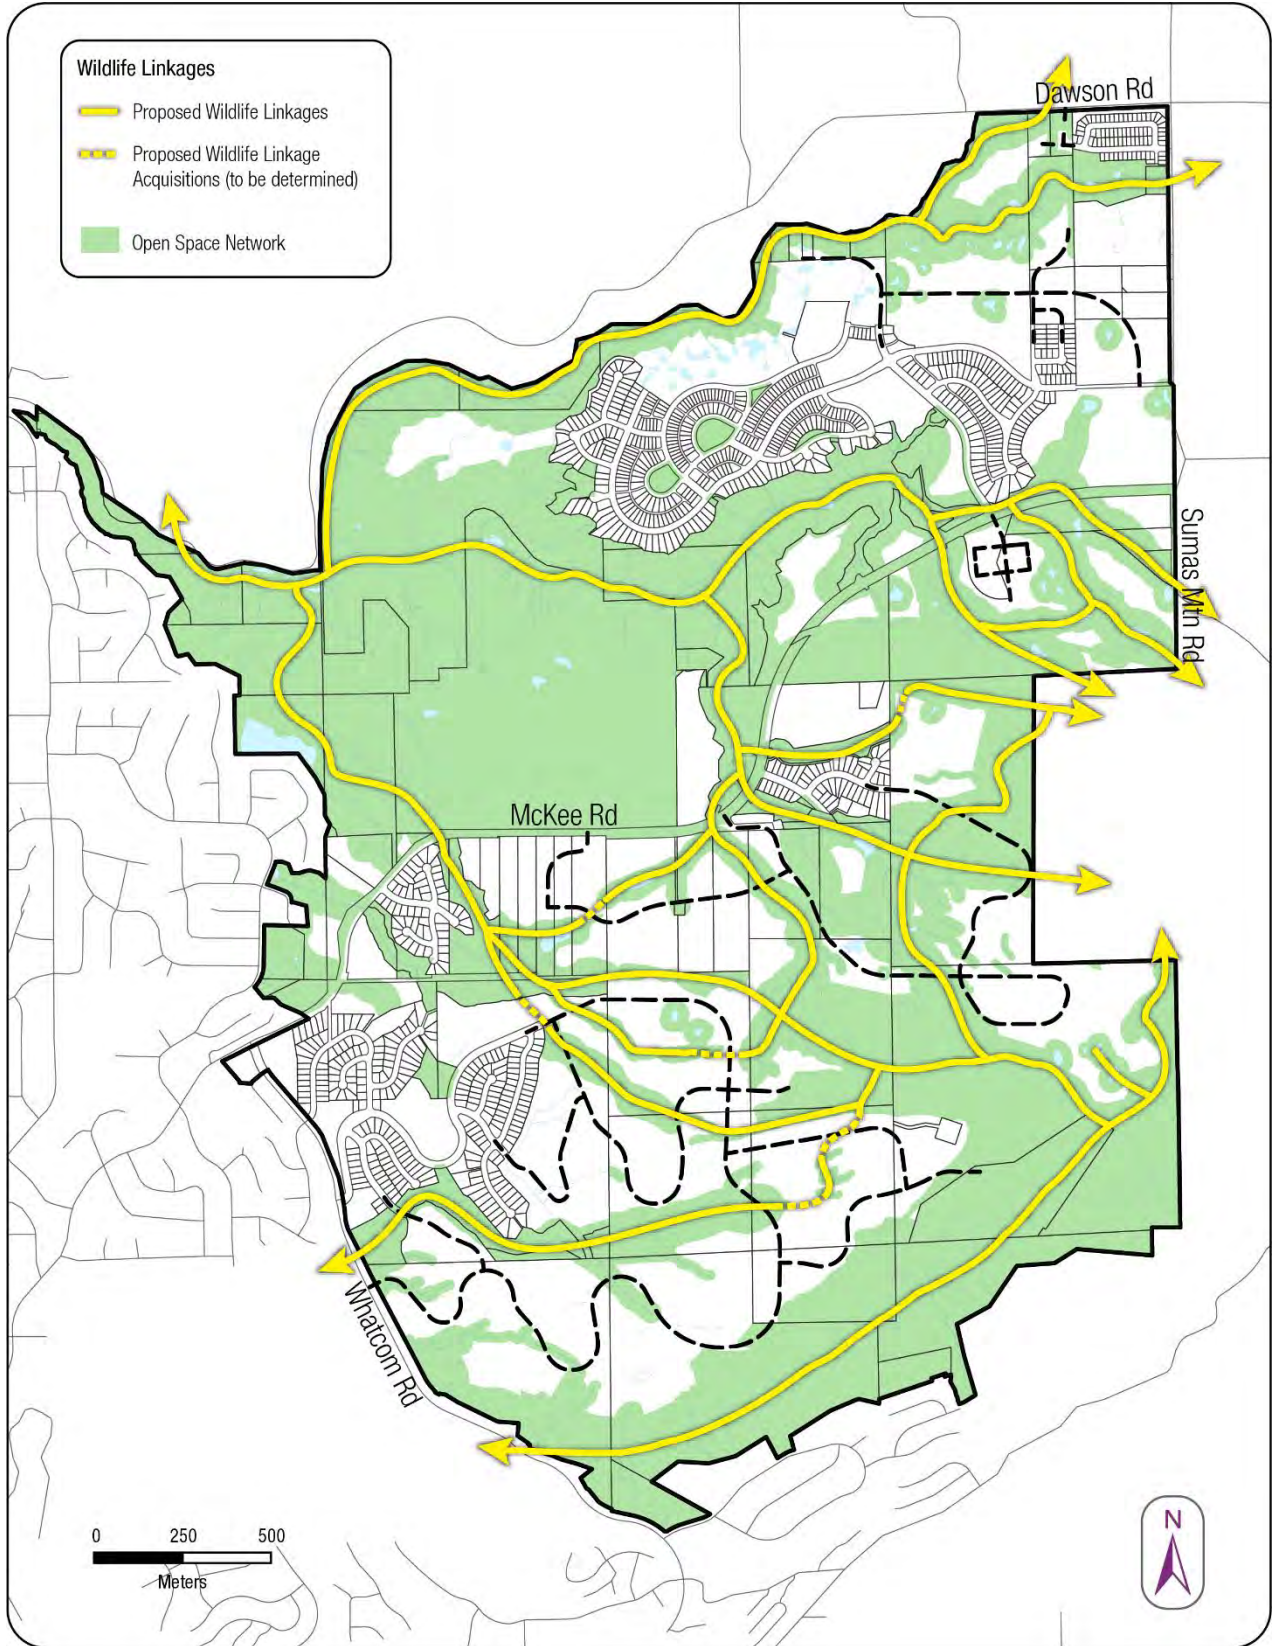 Wildlife Linkages
Proposed Wildlife Linkages
Proposed Wildlife Linkage
Acquisitions (to be determined)
Open Space Network
Dawson Rd
Sumas Mtn Rd
McKee Rd
Whatcom Rd
0 250 500
Meters
N